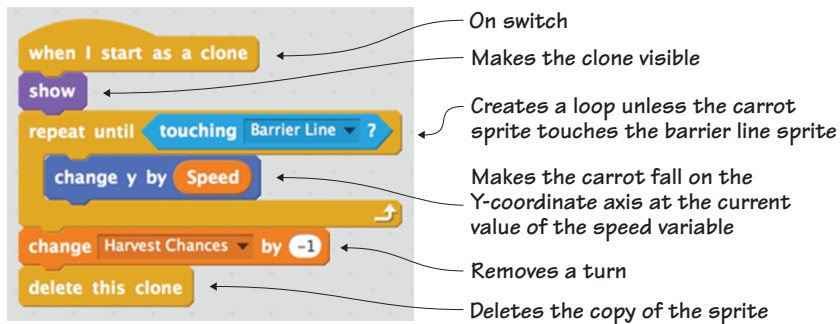 when I start as a clone
On switch
show
Makes the clone visible
repeat until touching Barrier Line ?
Creates a loop unless the carrot
sprite touches the barrier line sprite
change y by Speed
Makes the carrot fall on the
Y-coordinate axis at the current
value of the speed variable
change Harvest Chances by -1
Removes a turn
delete this clone
Deletes the copy of the sprite